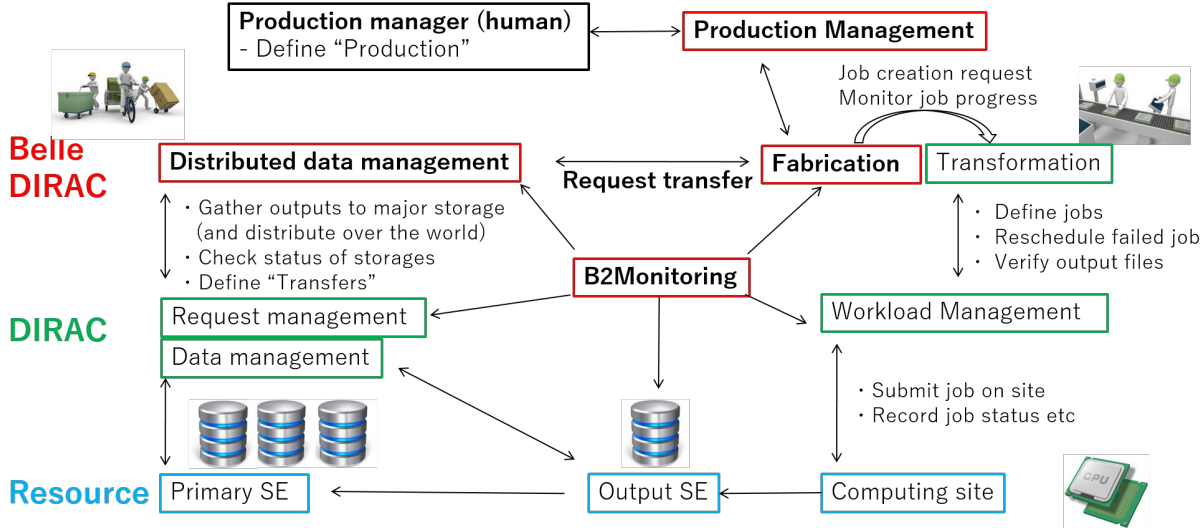 Production manager (human)
- Define “Production”
Production Management
Job creation request
Monitor job progress
Belle
DIRAC
Distributed data management
Request transfer
Fabrication
Transformation
・Gather outputs to major storage
(and distribute over the world)
・Check status of storages
・Define “Transfers”
・Define jobs
・Reschedule failed job
・Verify output files
B2Monitoring
DIRAC
Request management
Data management
Workload Management
・Submit job on site
・Record job status etc
Resource
Primary SE
Output SE
Computing site
CPU